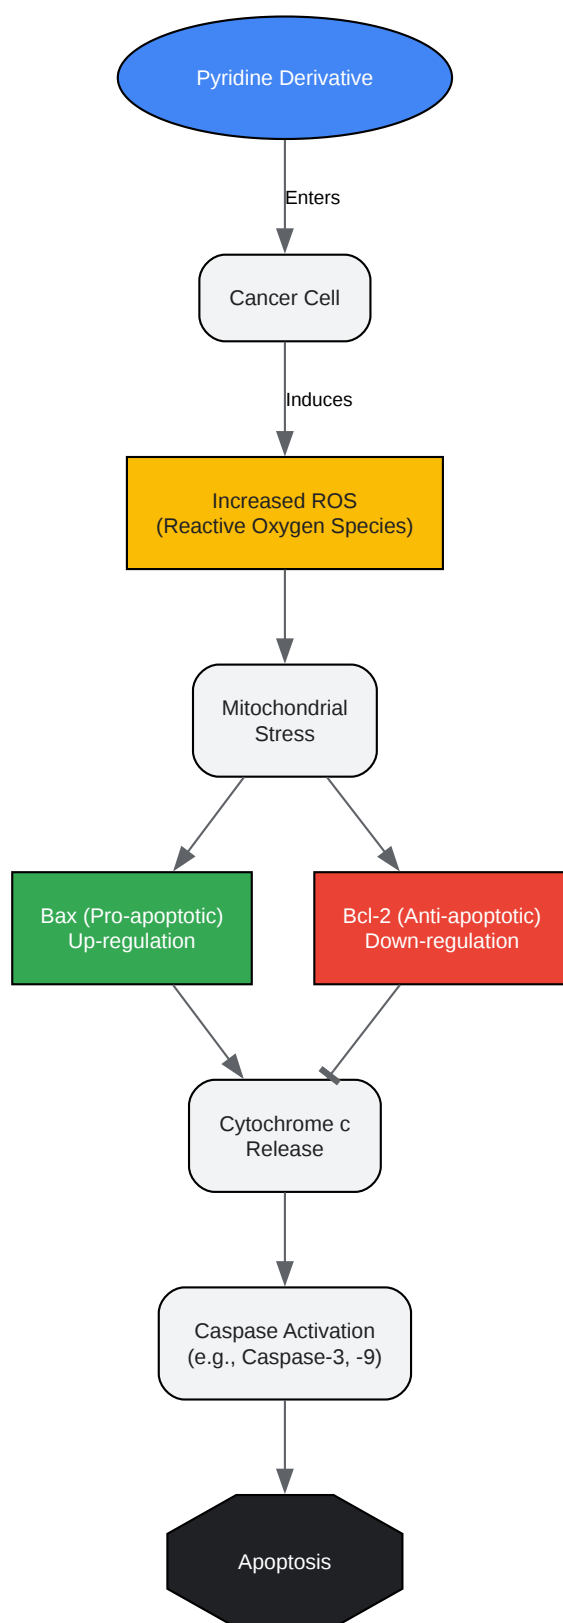 Pyridine Derivative
Enters
Cancer Cell
Induces
Increased ROS
(Reactive Oxygen Species)
Mitochondrial
Stress
Bax (Pro-apoptotic)
Up-regulation
Bcl-2 (Anti-apoptotic)
Down-regulation
Cytochrome c
Release
Caspase Activation
(e.g., Caspase-3, -9)
Apoptosis